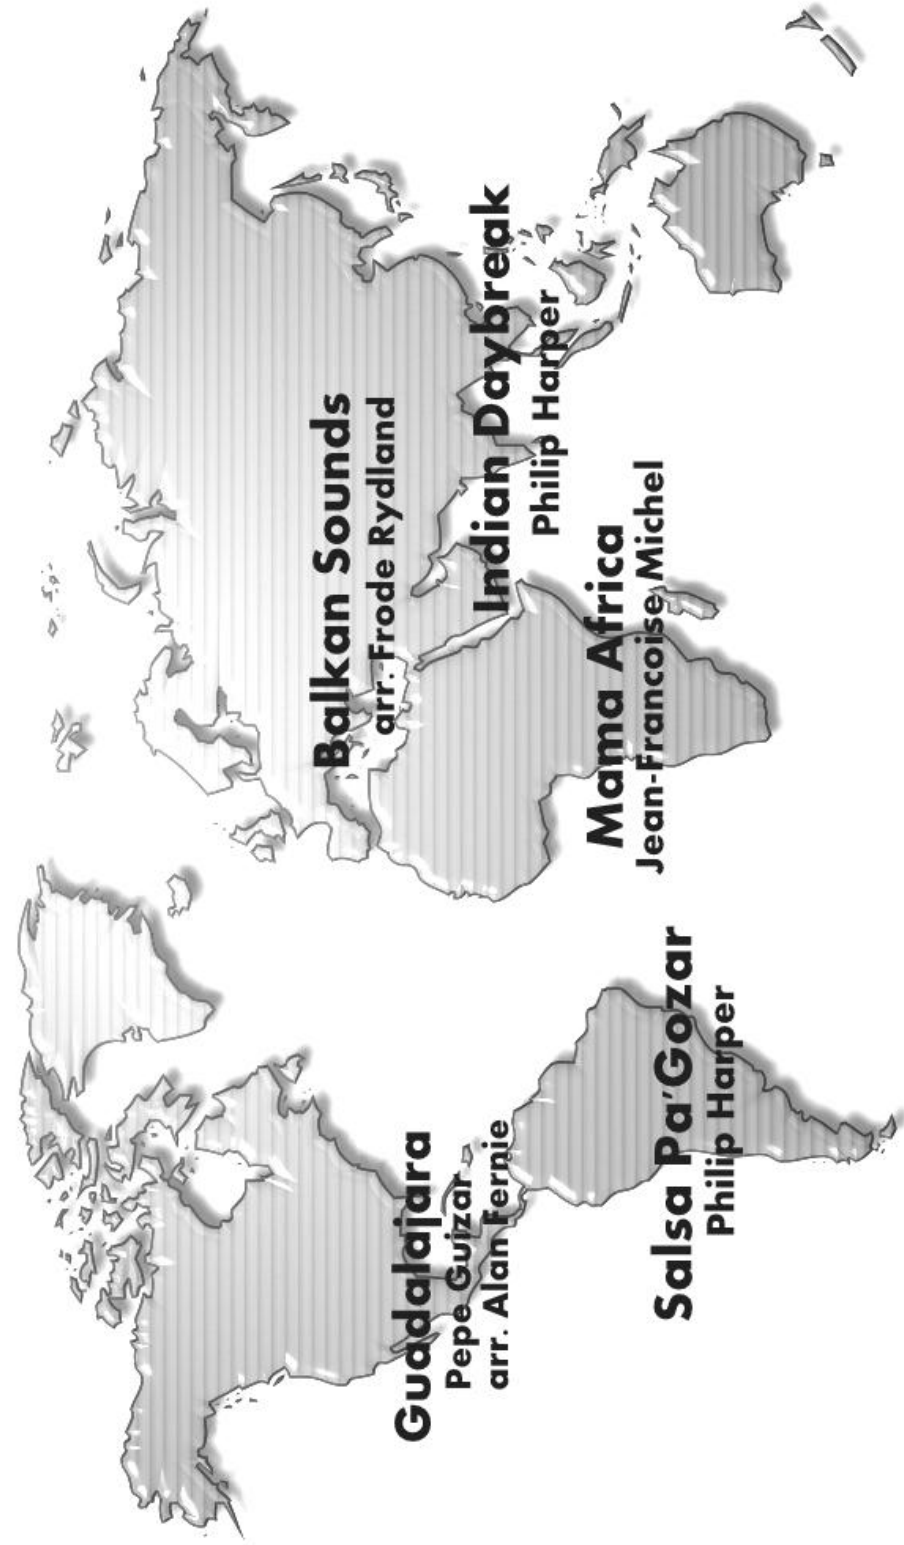 Balkan Sounds
arr. Frode Rydland
Guadalajara
Pepe Guizar
arr. Alan Fernie
Indian Daybreak
Philip Harper
Mama Africa
Jean-Francoise Michel
Salsa Pa'Gozar
Philip Harper